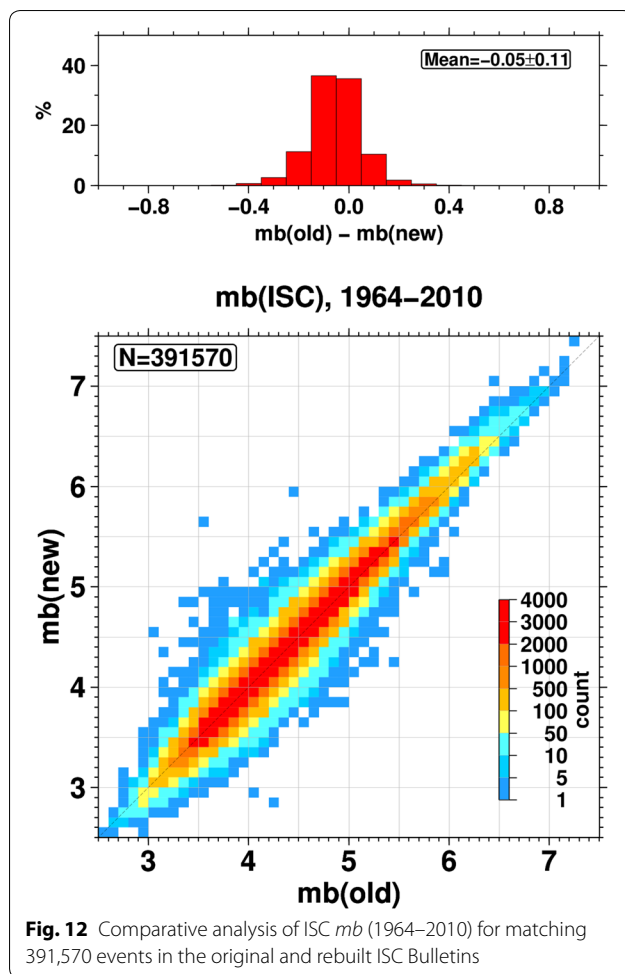 Mean=−0.05±0.11
40
20
0
%
−0.8 −0.4 0.0 0.4 0.8
mb(old) − mb(new)
mb(ISC), 1964−2010
N=391570
7
6
5
4
3
mb(new)
4000
3000
2000
1000
500
100
50
10
5
1
count
3 4 5 6 7
mb(old)
Fig. 12 Comparative analysis of ISC mb (1964–2010) for matching
391,570 events in the original and rebuilt ISC Bulletins